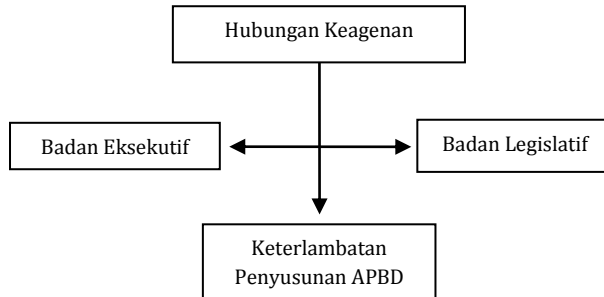 Hubungan Keagenan
Badan Eksekutif
Badan Legislatif
Keterlambatan
Penyusunan APBD